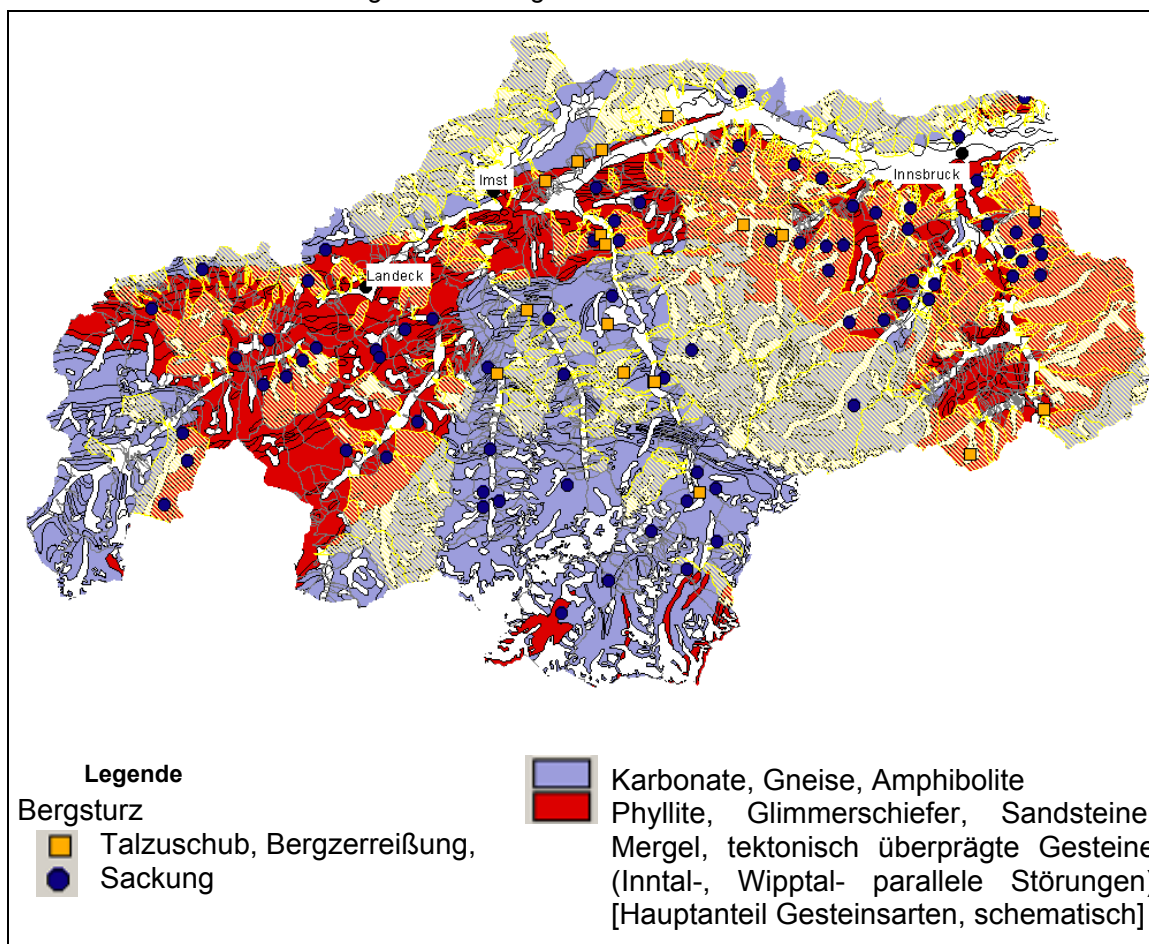 Imst
Innsbruck
Landeck
Legende
Bergsturz
Talzuschub, Bergzerreißung,
Sackung
Karbonate, Gneise, Amphibolite
Phyllite, Glimmerschiefer, Sandsteine
Mergel, tektonisch überprägte Gesteine
(Inntal-, Wipptal- parallele Störungen)
[Hauptanteil Gesteinsarten, schematisch]